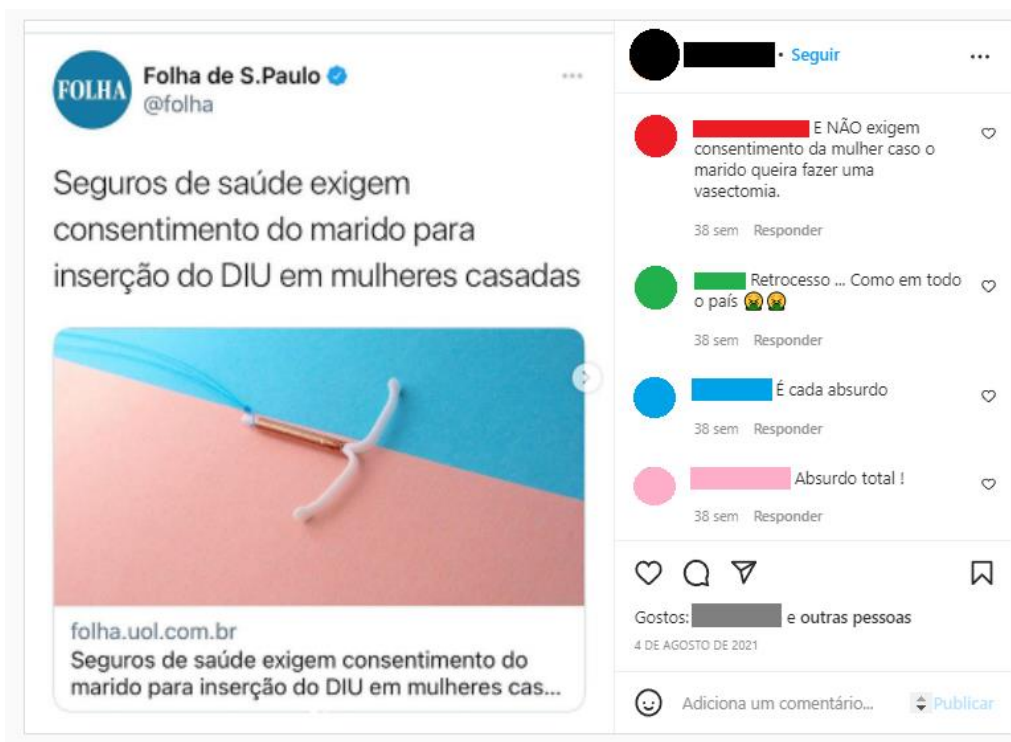 FOLHA
Folha de S.Paulo
@folha
Seguros de saúde exigem
consentimento do marido para
inserção do DIU em mulheres casadas
folha.uol.com.br
Seguros de saúde exigem consentimento do
marido para inserção do DIU em mulheres cas...
• Seguir
E NÃO exigem
consentimento da mulher caso o
marido queira fazer uma
vasectomia.
38 sem Responder
Retrocesso ... Como em todo
o país 🤮🤮
38 sem Responder
É cada absurdo
38 sem Responder
Absurdo total !
38 sem Responder
Gostos: e outras pessoas
4 DE AGOSTO DE 2021
Adiciona um comentário... Publicar